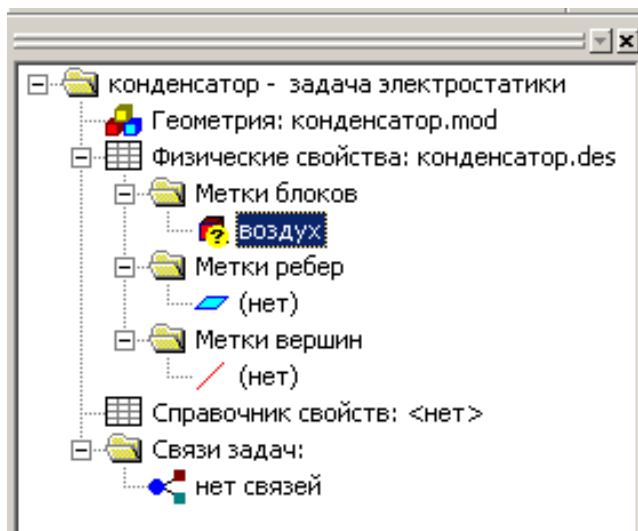 конденсатор - задача электростатики
Геометрия: конденсатор.mod
Физические свойства: конденсатор.des
Метки блоков
воздух
Метки ребер
(нет)
Метки вершин
(нет)
Справочник свойств: <нет>
Связи задач:
нет связей